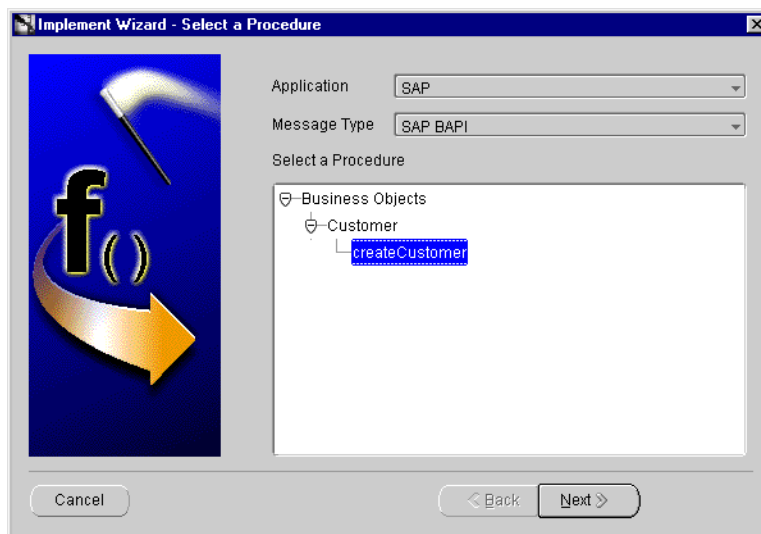 Implement Wizard - Select a Procedure
Application SAP
Message Type SAP BAPI
Select a Procedure
Business Objects
Customer
createCustomer
f()
Cancel Back Next